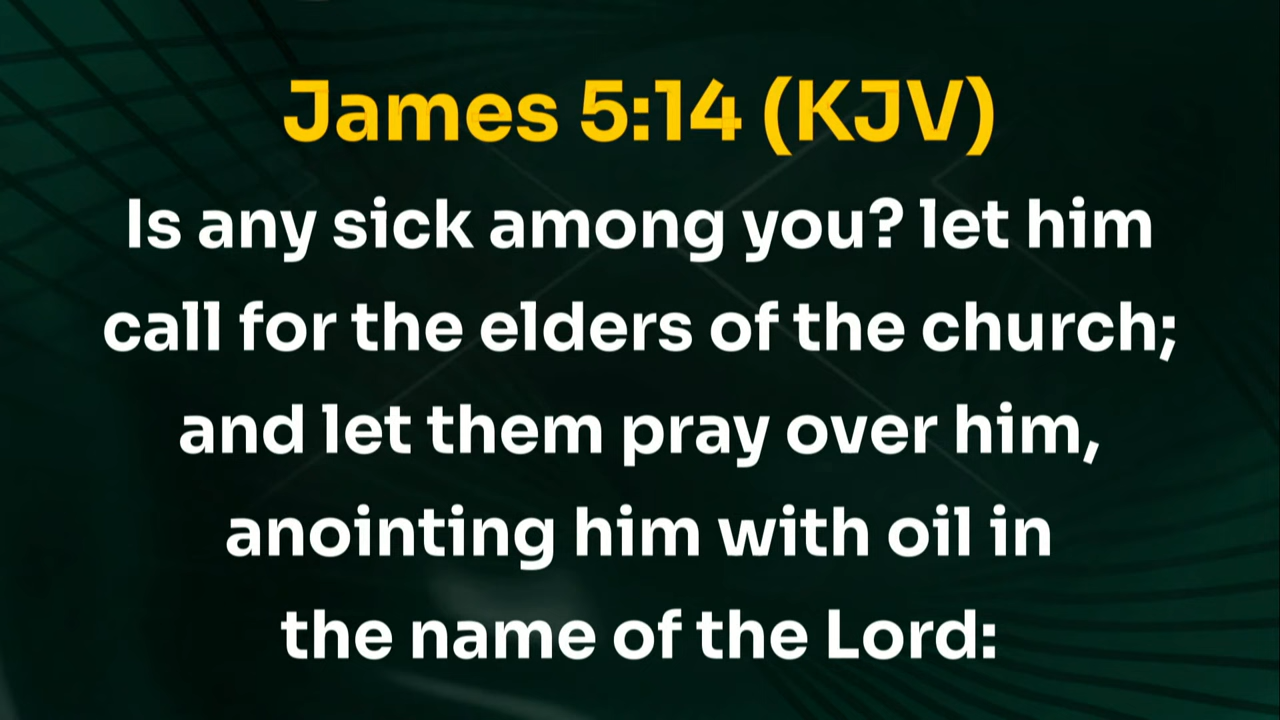 James 5:14 (KJV)
Is any sick among you? let him
call for the elders of the church;
and let them pray over him,
anointing him with oil in
the name of the Lord: